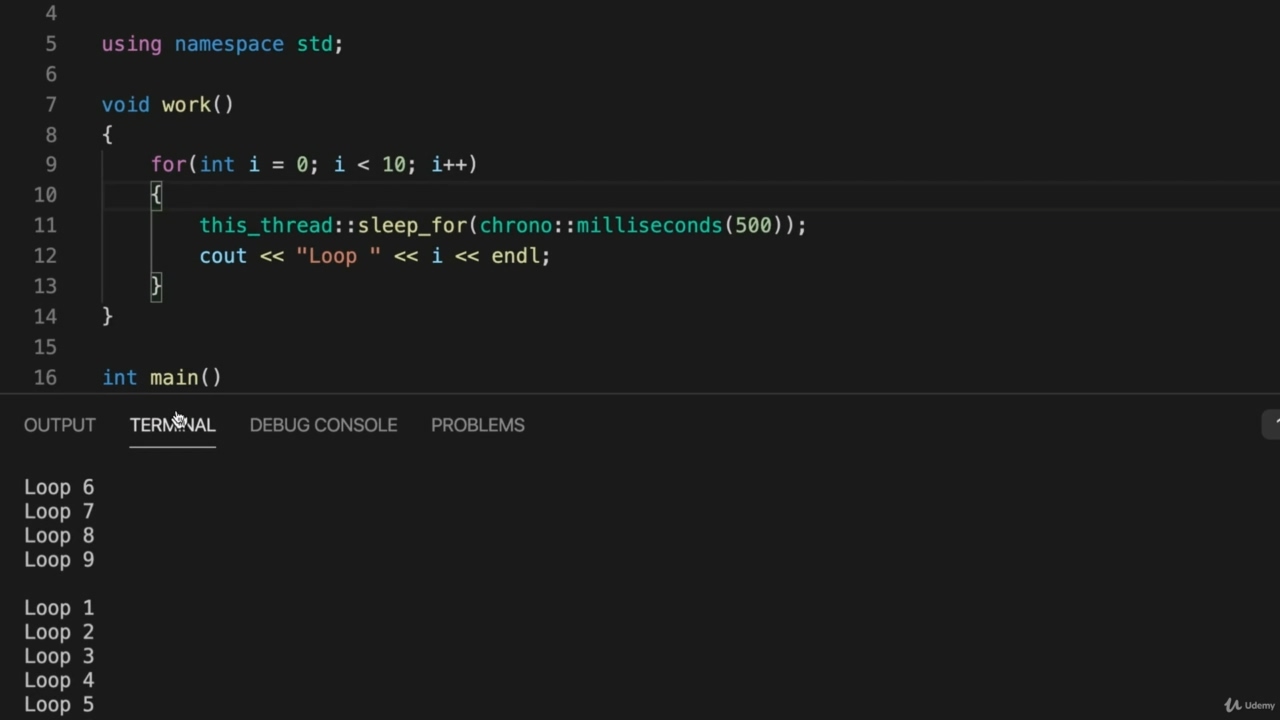 4
5 using namespace std;
6
7 void work()
8 {
9 for(int i = 0; i < 10; i++)
10 {
11 this_thread::sleep_for(chrono::milliseconds(500));
12 cout << "Loop " << i << endl;
13 }
14 }
15
16 int main()
OUTPUT TERMINAL DEBUG CONSOLE PROBLEMS
Loop 6
Loop 7
Loop 8
Loop 9
Loop 1
Loop 2
Loop 3
Loop 4
Loop 5
Udemy